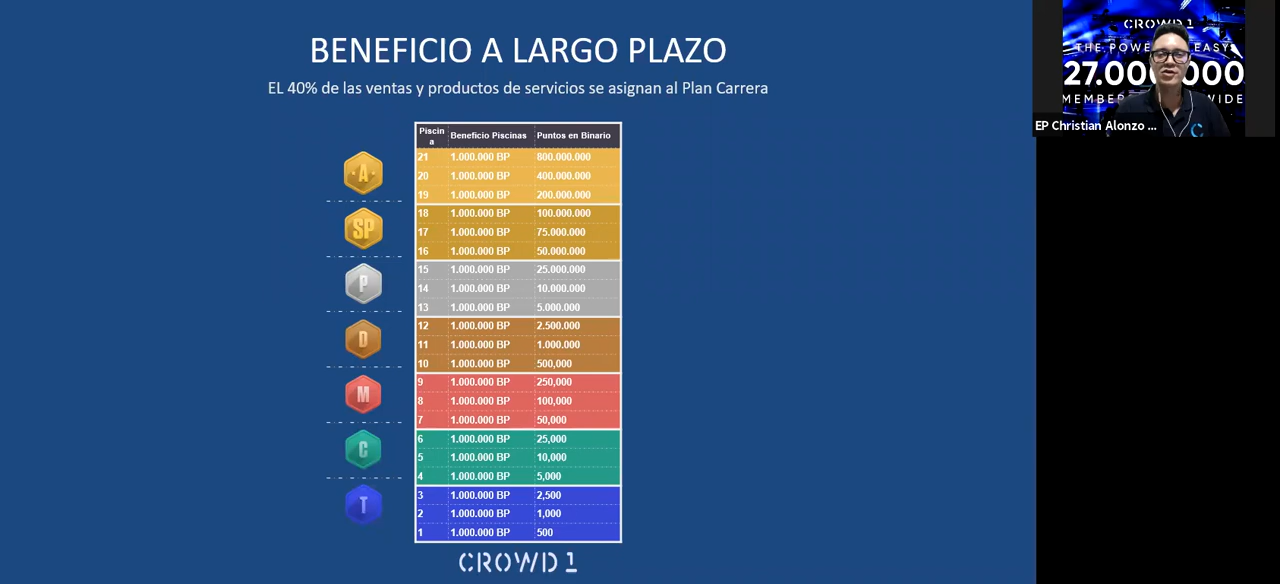 BENEFICIO A LARGO PLAZO
EL 40% de las ventas y productos de servicios se asignan al Plan Carrera
Piscina Beneficio Piscinas Puntos en Binario
21 1.000.000 BP 800.000.000
20 1.000.000 BP 400.000.000
19 1.000.000 BP 200.000.000
18 1.000.000 BP 100.000.000
17 1.000.000 BP 75.000.000
16 1.000.000 BP 50.000.000
15 1.000.000 BP 25.000.000
14 1.000.000 BP 10.000.000
13 1.000.000 BP 5.000.000
12 1.000.000 BP 2.500.000
11 1.000.000 BP 1.000.000
10 1.000.000 BP 500,000
9 1.000.000 BP 250,000
8 1.000.000 BP 100,000
7 1.000.000 BP 50,000
6 1.000.000 BP 25,000
5 1.000.000 BP 10,000
4 1.000.000 BP 5,000
3 1.000.000 BP 2,500
2 1.000.000 BP 1,000
1 1.000.000 BP 500
A
SP
P
D
M
C
T
CROWD1
CROWD1
THE POWE EASY
27.00 000
MEMBE WIDE
EP Christian Alonzo ...